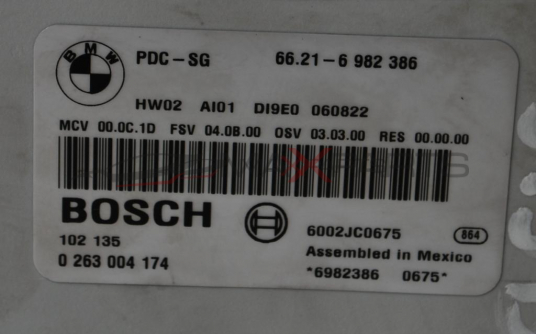 BMW
PDC-SG 66.21-6 982 386
HW02 AI01 DI9E0 060822
MCV 00.0C.1D FSV 04.0B.00 OSV 03.03.00 RES 00.00.00
BOSCH
6002JC0675 864
102 135
Assembled in Mexico
0 263 004 174
*6982386 0675*